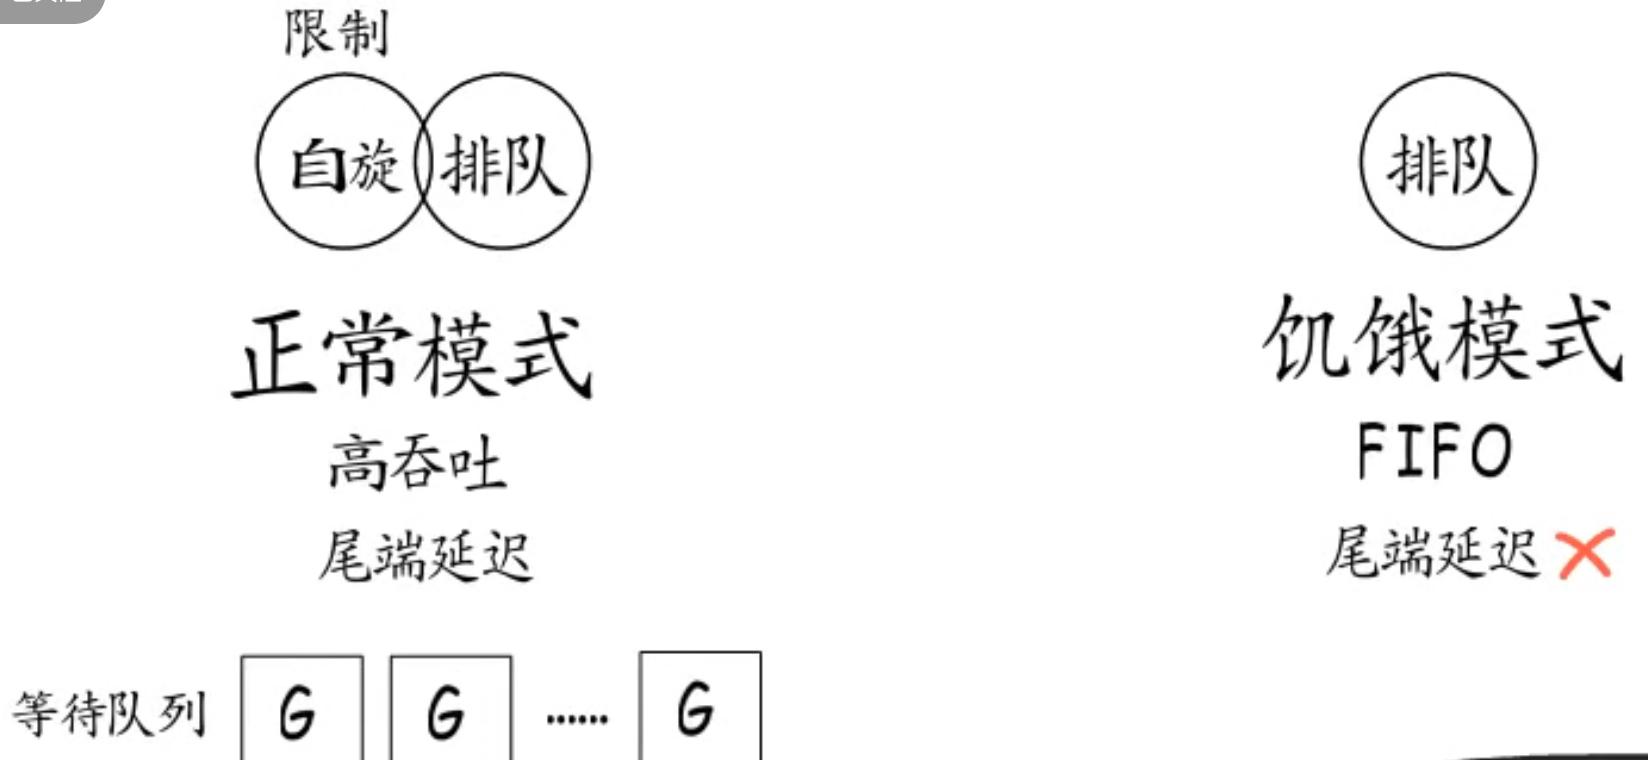 限制
自旋 排队
排队
正常模式
饥饿模式
高吞吐
FIFO
尾端延迟
尾端延迟
等待队列 G G ...... G